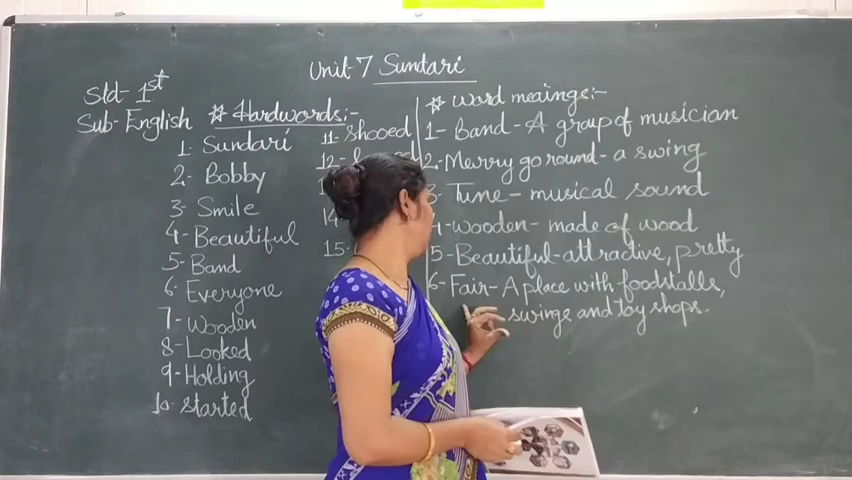 Unit-7 Sundari
Std- 1st
Sub- English
* Hardwords:-
1. Sundari
2. Bobby
3. Smile
4- Beautiful
5. Band
6. Everyone
7- Wooden
8- Looked
9- Holding
10. Started
11- Shooed
12-
14
15-
* Word meaings:-
1- Band - A group of musician
2. Merry go round - a swing
3- Tune - musical sound
4- wooden - made of wood
5- Beautiful - attractive, pretty
6- Fair - A place with foodstalls,
swings and toy shops.